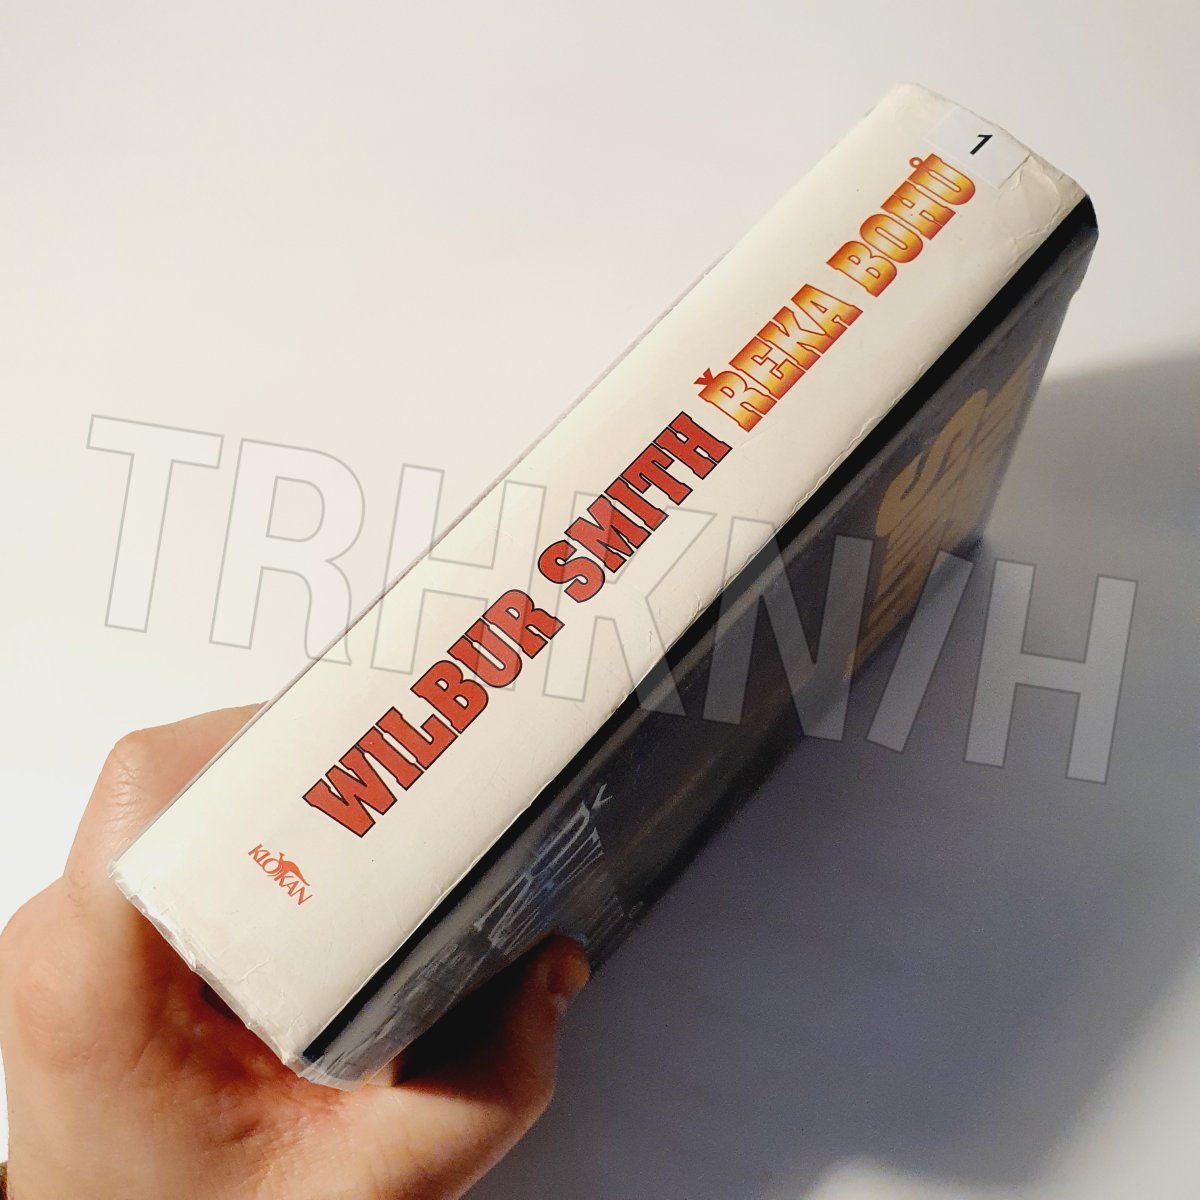 1
WILBUR SMITH ŘEKA BOHŮ
KLOKAN
TRHKNIH